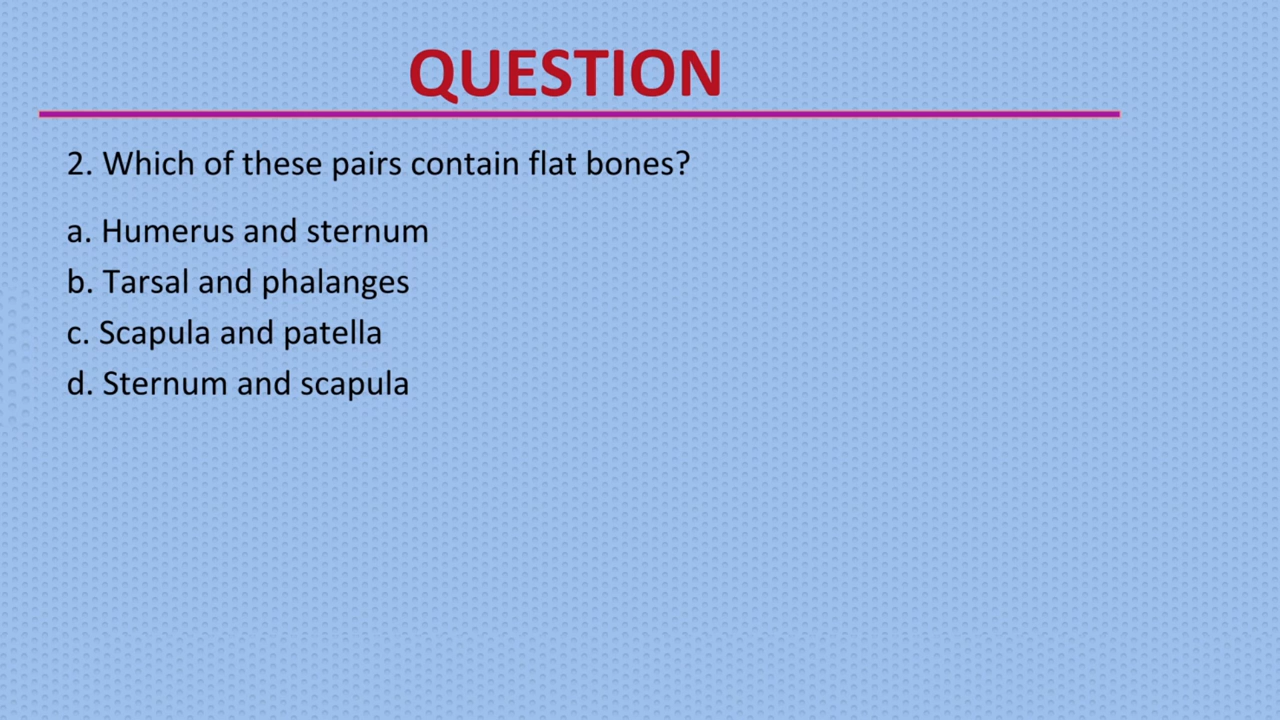 QUESTION
2. Which of these pairs contain flat bones?
a. Humerus and sternum
b. Tarsal and phalanges
c. Scapula and patella
d. Sternum and scapula